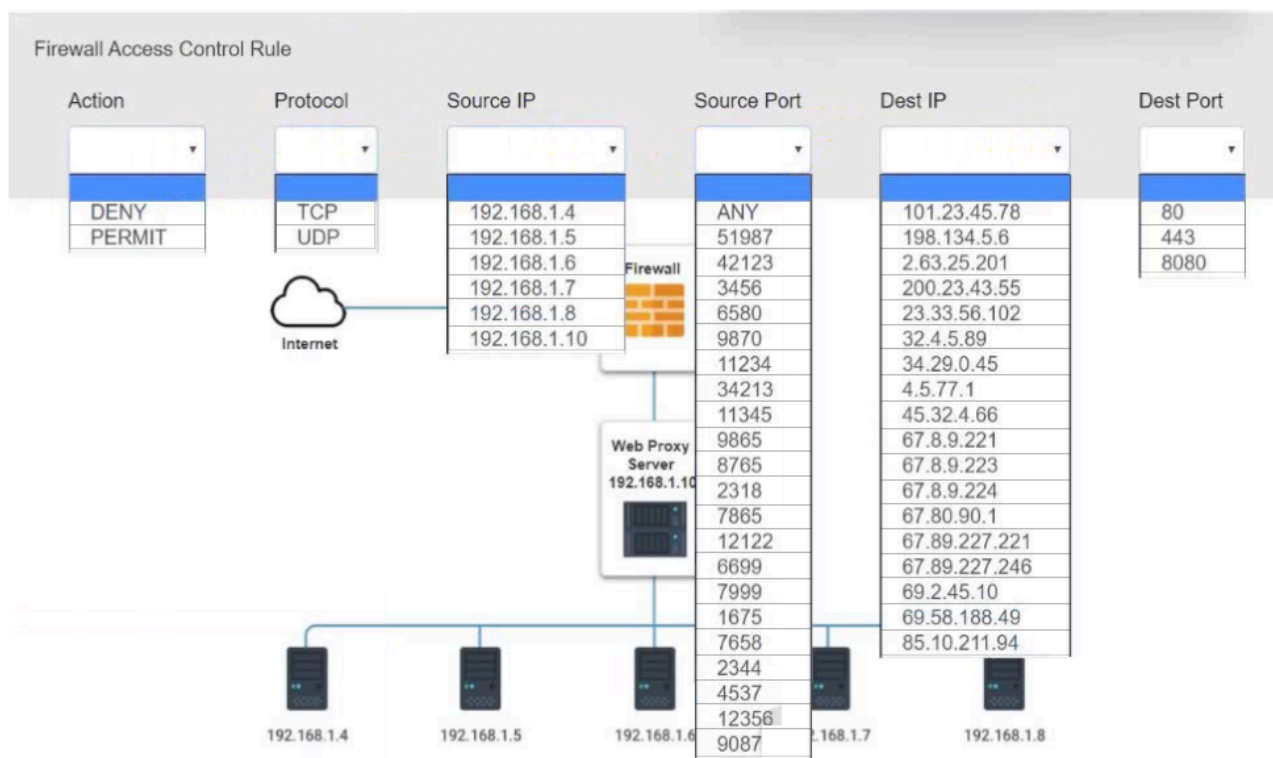 Firewall Access Control Rule
Action Protocol Source IP Source Port Dest IP Dest Port
DENY TCP 192.168.1.4 ANY 101.23.45.78 80
PERMIT UDP 192.168.1.5 51987 198.134.5.6 443
192.168.1.6 Firewall 42123 2.63.25.201 8080
192.168.1.7 3456 200.23.43.55
192.168.1.8 6580 23.33.56.102
Internet 192.168.1.10 9870 32.4.5.89
11234 34.29.0.45
34213 4.5.77.1
11345 45.32.4.66
Web Proxy 9865 67.8.9.221
Server 8765 67.8.9.223
192.168.1.10 2318 67.8.9.224
7865 67.80.90.1
12122 67.89.227.221
6699 67.89.227.246
7999 69.2.45.10
1675 69.58.188.49
7658 85.10.211.94
2344
4537
12356
192.168.1.4 192.168.1.5 192.168.1.6 9087 .168.1.7 192.168.1.8